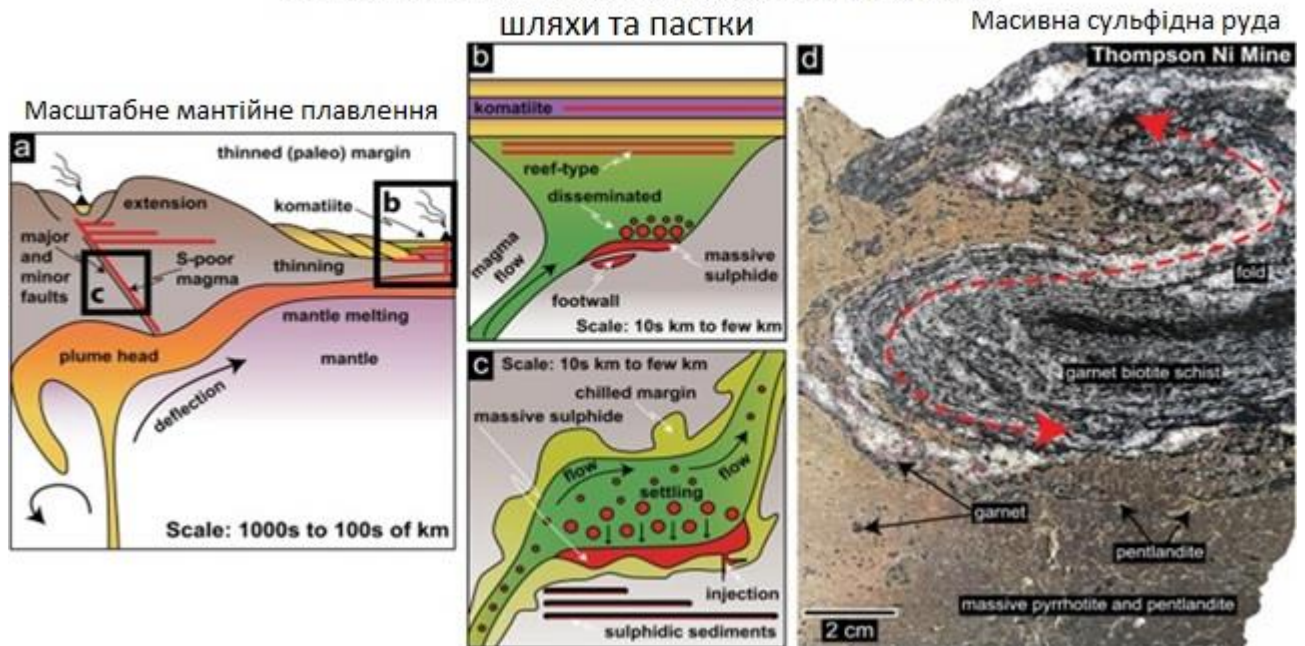 шляхи та пастки
Масивна сульфідна руда
Масштабне мантійне плавлення
a
thinned (paleo) margin
extension
komatiite
b
major
and
minor
faults
S-poor
magma
c
thinning
plume head
mantle melting
mantle
deflection
Scale: 1000s to 100s of km
b
komatiite
reef-type
disseminated
magma
flow
massive
sulphide
footwall
Scale: 10s km to few km
c
Scale: 10s km to few km
chilled margin
massive sulphide
flow
flow
settling
injection
sulphidic sediments
d
Thompson Ni Mine
fold
garnet biotite schist
garnet
pentlandite
massive pyrrhotite and pentlandite
2 cm